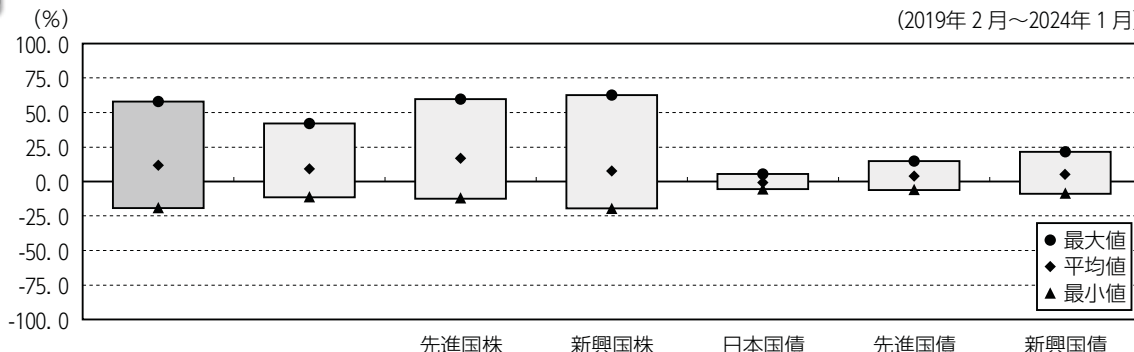 (%)
(2019年2月～2024年1月)
100.0
75.0
50.0
25.0
0.0
-25.0
-50.0
-75.0
-100.0
● 最大値
◆ 平均値
▲ 最小値
先進国株 新興国株 日本国債 先進国債 新興国債